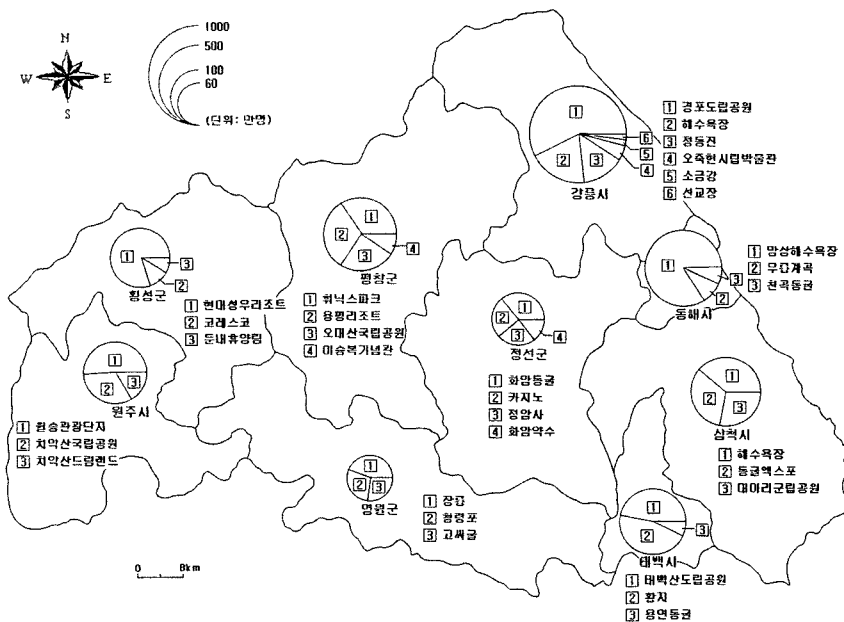 N
W E
S
1000
500
100
60
(단위: 만명)
1
2
3
4
5
6
강릉시
1 경포도립공원
2 해수욕장
3 정동진
4 오죽헌시립박물관
5 소금강
6 선교장
1
2
3
4
평창군
1 휘닉스파크
2 용평리조트
3 오대산국립공원
4 이승복기념관
1
2
3
횡성군
1 현대성우리조트
2 코레스코
3 둔내휴양림
1
2
3
동해시
1 망상해수욕장
2 무릉계곡
3 천곡동굴
1
2
3
4
정선군
1 화암동굴
2 카지노
3 정암사
4 화암약수
1
2
3
원주시
1 관광단지
2 치악산국립공원
3 치악산드림랜드
1
2
3
삼척시
1 해수욕장
2 동굴엑스포
3 대이리군립공원
1
2
3
영월군
1 장릉
2 청령포
3 고씨굴
1
2
3
태백시
1 태백산도립공원
2 황지
3 용연동굴
0 8km